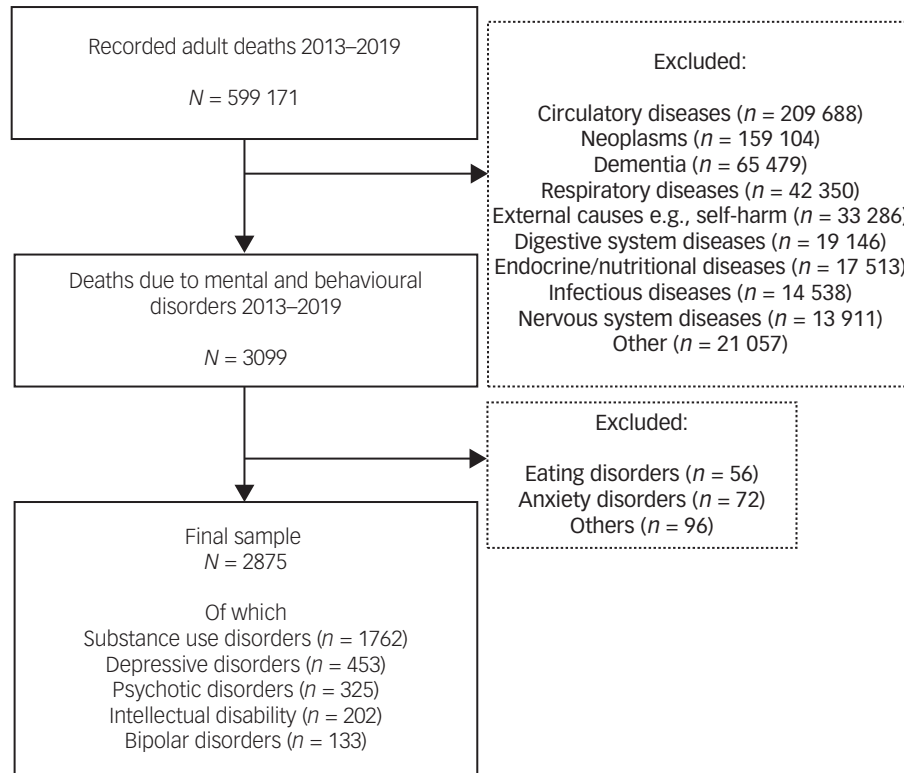 Recorded adult deaths 2013–2019
N = 599 171
Excluded:
Circulatory diseases (n = 209 688)
Neoplasms (n = 159 104)
Dementia (n = 65 479)
Respiratory diseases (n = 42 350)
External causes e.g., self-harm (n = 33 286)
Digestive system diseases (n = 19 146)
Endocrine/nutritional diseases (n = 17 513)
Infectious diseases (n = 14 538)
Nervous system diseases (n = 13 911)
Other (n = 21 057)
Deaths due to mental and behavioural
disorders 2013–2019
N = 3099
Excluded:
Eating disorders (n = 56)
Anxiety disorders (n = 72)
Others (n = 96)
Final sample
N = 2875
Of which
Substance use disorders (n = 1762)
Depressive disorders (n = 453)
Psychotic disorders (n = 325)
Intellectual disability (n = 202)
Bipolar disorders (n = 133)